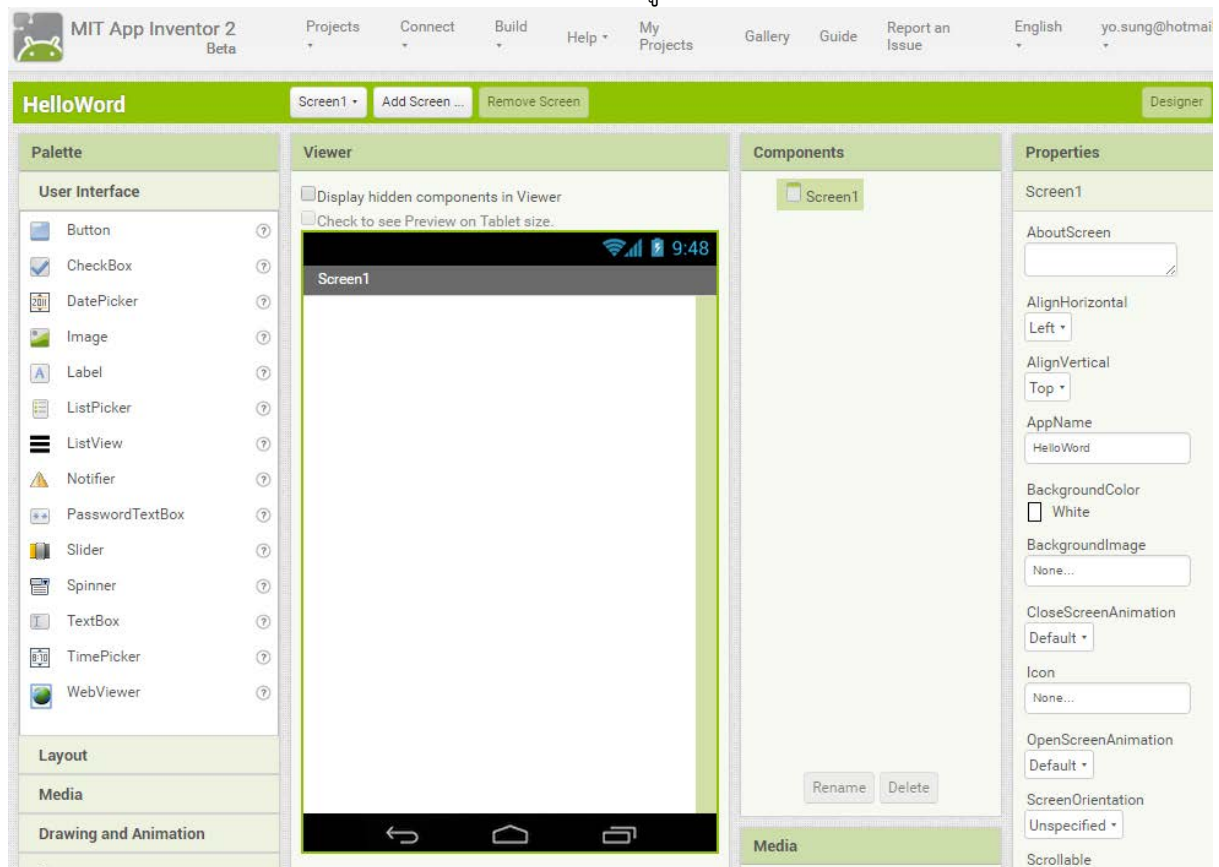 MIT App Inventor 2
Beta
Projects
Connect
Build
Help
My
Projects
Gallery
Guide
Report an
Issue
English
yo.sung@hotmai
HelloWord
Screen1
Add Screen ...
Remove Screen
Designer
Palette
User Interface
Button
CheckBox
DatePicker
Image
Label
ListPicker
ListView
Notifier
PasswordTextBox
Slider
Spinner
TextBox
TimePicker
WebViewer
Layout
Media
Drawing and Animation
Viewer
Display hidden components in Viewer
Check to see Preview on Tablet size.
9:48
Screen1
Components
Screen1
Rename
Delete
Media
Properties
Screen1
AboutScreen
AlignHorizontal
Left
AlignVertical
Top
AppName
HelloWord
BackgroundColor
White
BackgroundImage
None...
CloseScreenAnimation
Default
Icon
None...
OpenScreenAnimation
Default
ScreenOrientation
Unspecified
Scrollable